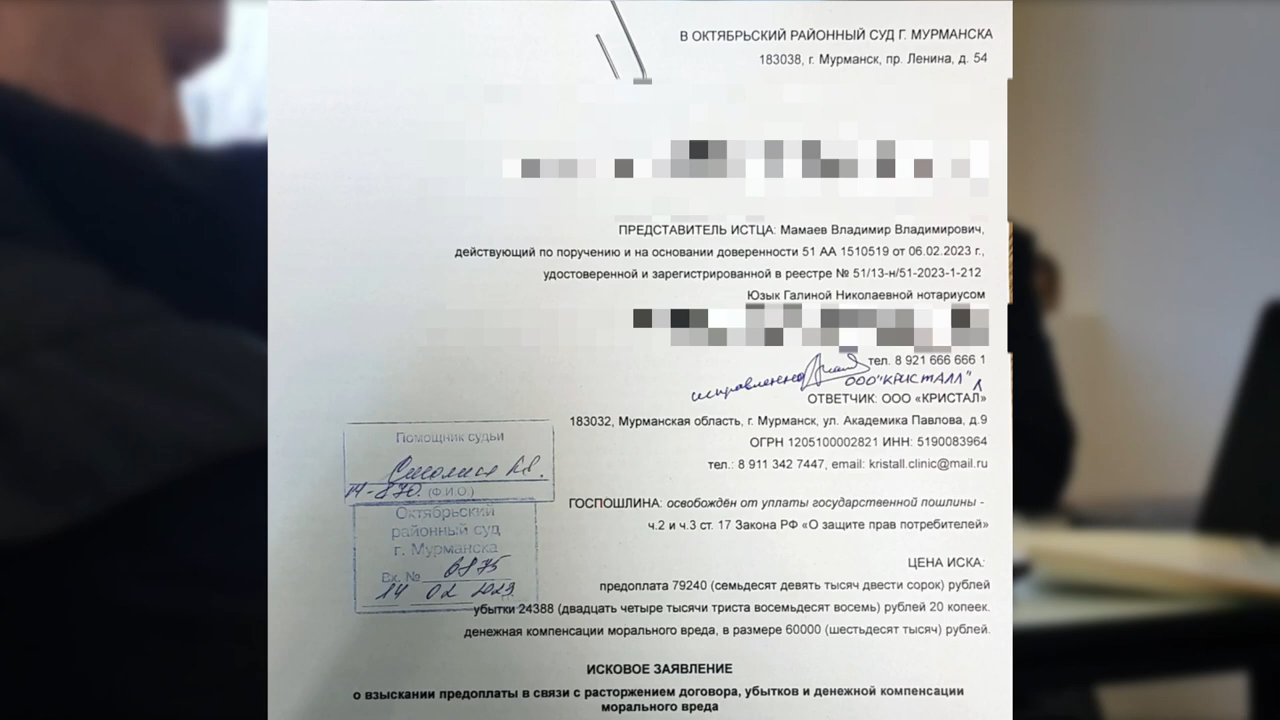 В ОКТЯБРЬСКИЙ РАЙОННЫЙ СУД Г. МУРМАНСКА
183038, г. Мурманск, пр. Ленина, д. 54
ПРЕДСТАВИТЕЛЬ ИСТЦА: Мамаев Владимир Владимирович,
действующий по поручению и на основании доверенности 51 АА 1510519 от 06.02.2023 г.,
удостоверенной и зарегистрированной в реестре № 51/13-н/51-2023-1-212
Юзык Галиной Николаевной нотариусом
тел. 8 921 666 666 1
исправленно
ООО "КРИСТАЛЛ"
ОТВЕТЧИК: ООО «КРИСТАЛ»
183032, Мурманская область, г. Мурманск, ул. Академика Павлова, д.9
ОГРН 1205100002821 ИНН: 5190083964
тел.: 8 911 342 7447, email: kristall.clinic@mail.ru
Помощник судьи
(Ф.И.О.)
Октябрьский
районный суд
г. Мурманска
Вх. №
14 02 2023
ГОСПОШЛИНА: освобождён от уплаты государственной пошлины -
ч.2 и ч.3 ст. 17 Закона РФ «О защите прав потребителей»
ЦЕНА ИСКА:
предоплата 79240 (семьдесят девять тысяч двести сорок) рублей
убытки 24388 (двадцать четыре тысячи триста восемьдесят восемь) рублей 20 копеек.
денежная компенсации морального вреда, в размере 60000 (шестьдесят тысяч) рублей.
ИСКОВОЕ ЗАЯВЛЕНИЕ
о взыскании предоплаты в связи с расторжением договора, убытков и денежной компенсации
морального вреда